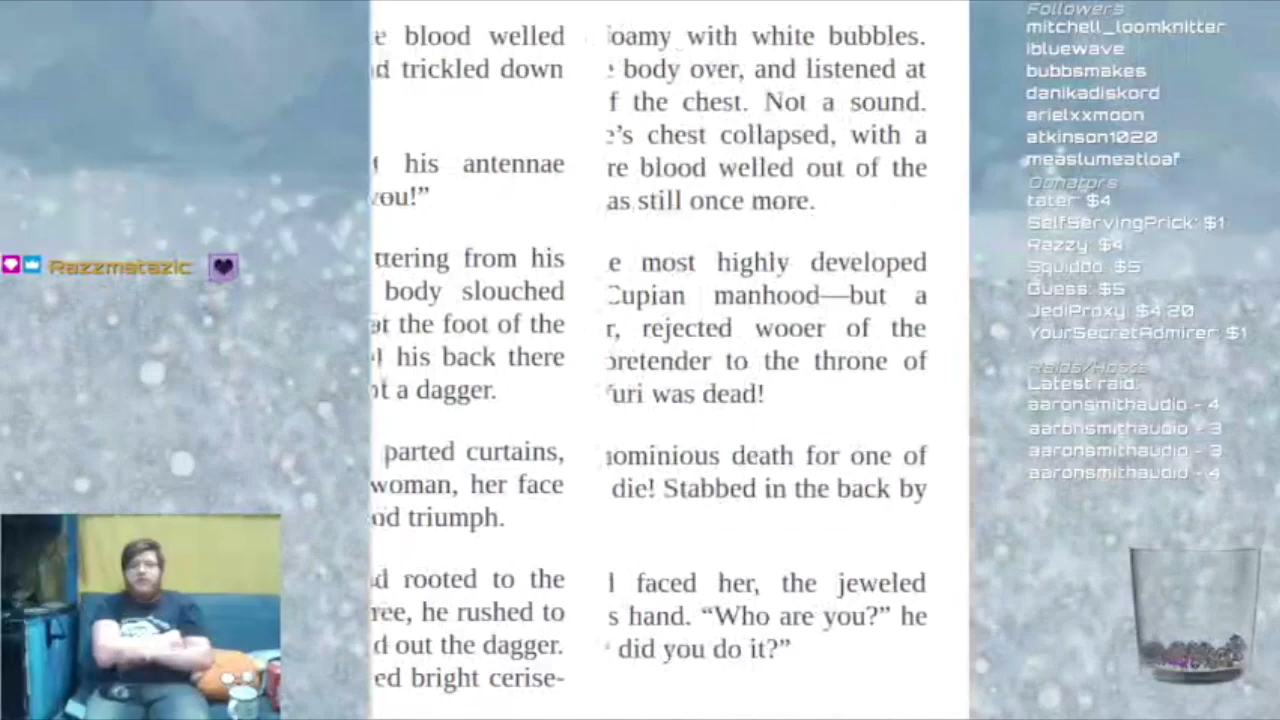 Razzmatazic
e blood welled
d trickled down
his antennae
you!”
ttering from his
body slouched
at the foot of the
his back there
t a dagger.
parted curtains,
woman, her face
od triumph.
d rooted to the
ree, he rushed to
d out the dagger.
ed bright cerise-
foamy with white bubbles.
body over, and listened at
f the chest. Not a sound.
e’s chest collapsed, with a
re blood welled out of the
as still once more.
e most highly developed
Cupian manhood—but a
r, rejected wooer of the
pretender to the throne of
Yuri was dead!
nominious death for one of
die! Stabbed in the back by
faced her, the jeweled
s hand. “Who are you?” he
did you do it?”
Followers
mitchell_loomknitter
ibluewave
bubbsmakes
danikadiskord
arielxxmoon
atkinson1020
measlumeatloaf
Donators
tater: $4
SelfServingPrick: $1
Razzy: $4
Squidoo: $5
Guess: $5
JediProxy: $4.20
YourSecretAdmirer: $1
Raids/Hosts
Latest raid:
aaronsmithaudio - 4
aaronsmithaudio - 3
aaronsmithaudio - 3
aaronsmithaudio - 4